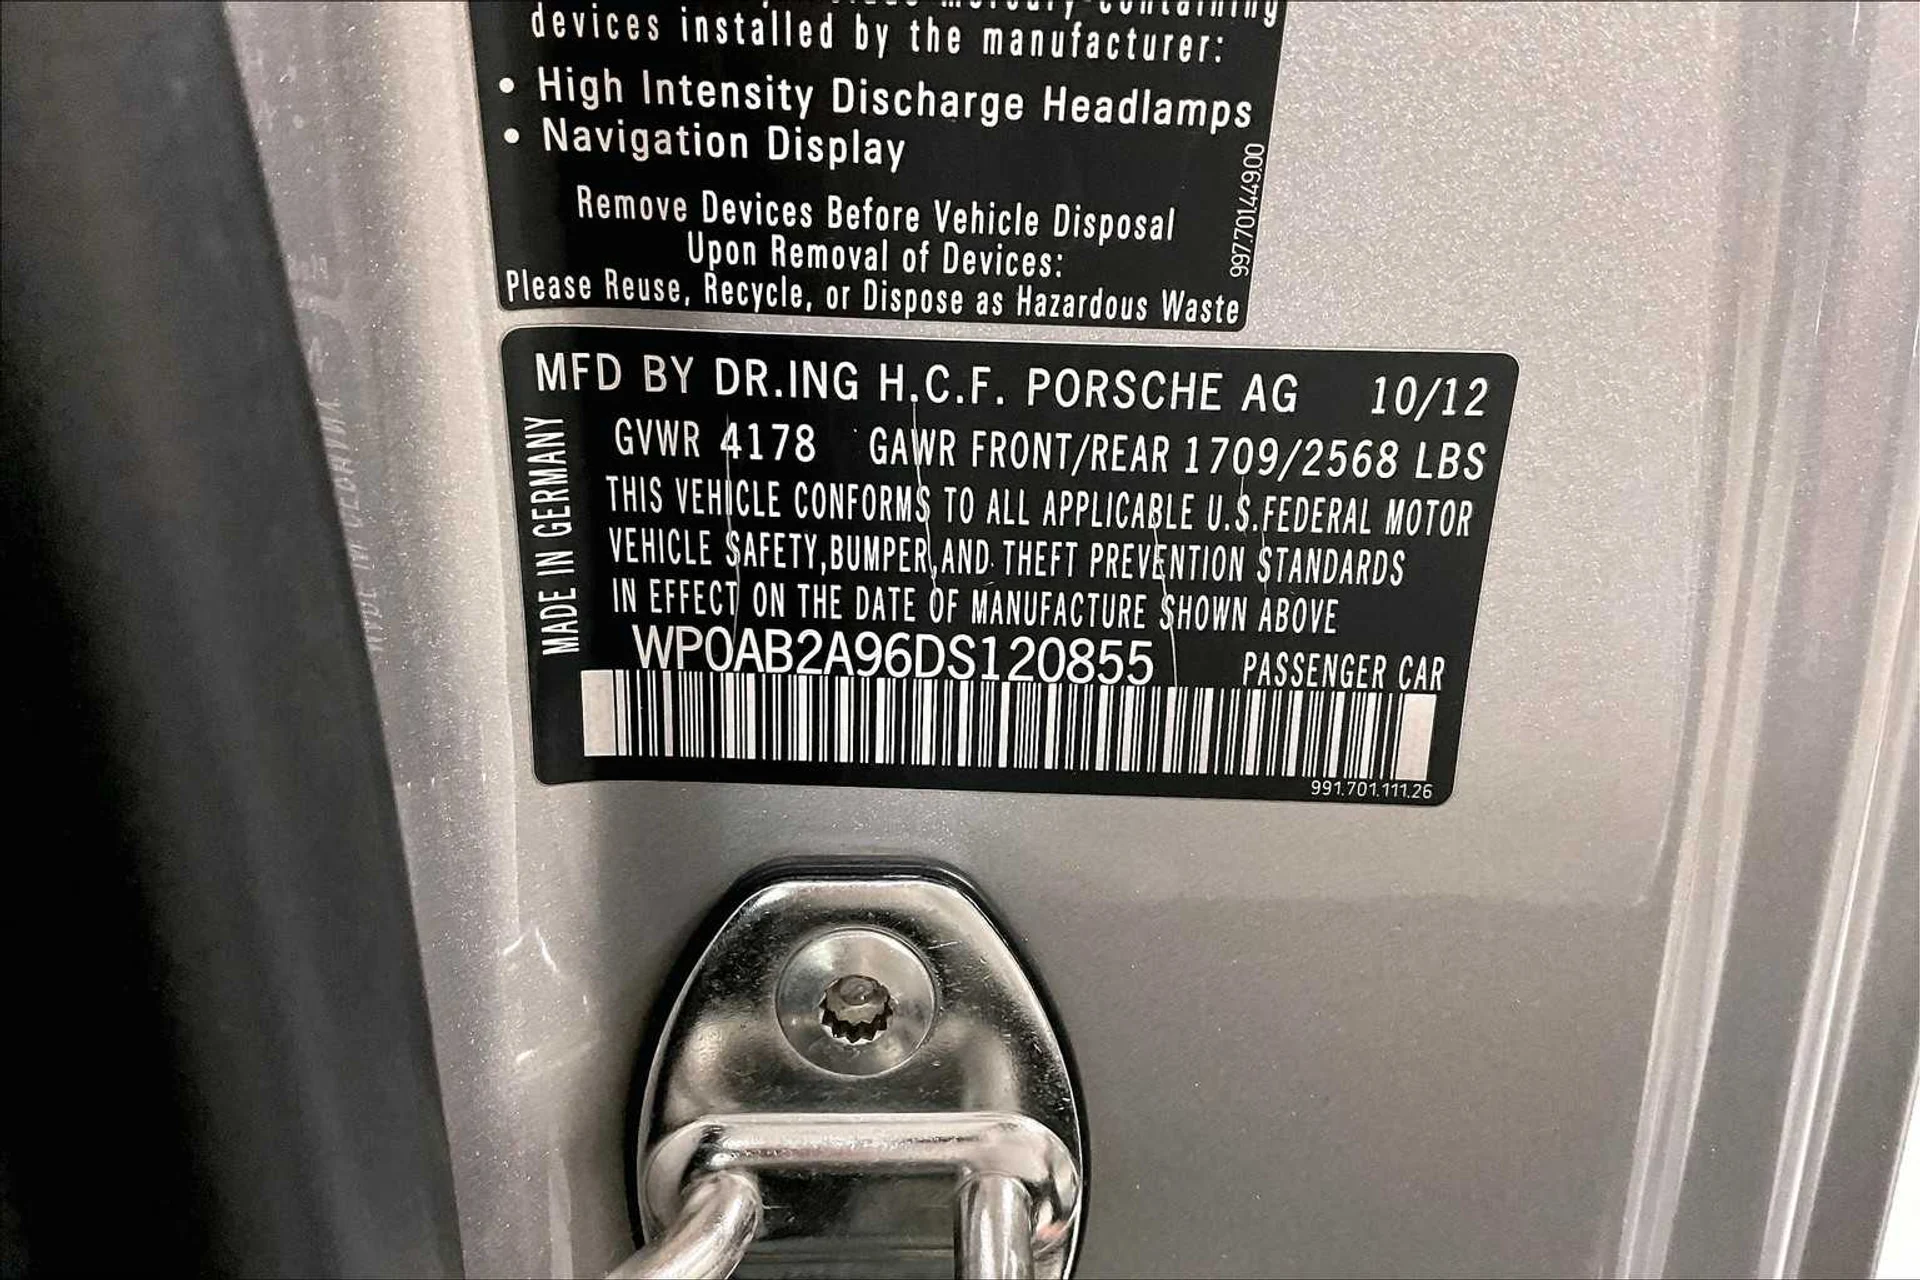 containing
devices installed by the manufacturer:
• High Intensity Discharge Headlamps
• Navigation Display
Remove Devices Before Vehicle Disposal
Upon Removal of Devices:
Please Reuse, Recycle, or Dispose as Hazardous Waste
997.701.449.00
MFD BY DR.ING H.C.F. PORSCHE AG 10/12
GVWR 4178 GAWR FRONT/REAR 1709/2568 LBS
THIS VEHICLE CONFORMS TO ALL APPLICABLE U.S.FEDERAL MOTOR
VEHICLE SAFETY,BUMPER,AND THEFT PREVENTION STANDARDS
IN EFFECT ON THE DATE OF MANUFACTURE SHOWN ABOVE
WP0AB2A96DS120855 PASSENGER CAR
MADE IN GERMANY
991.701.111.26